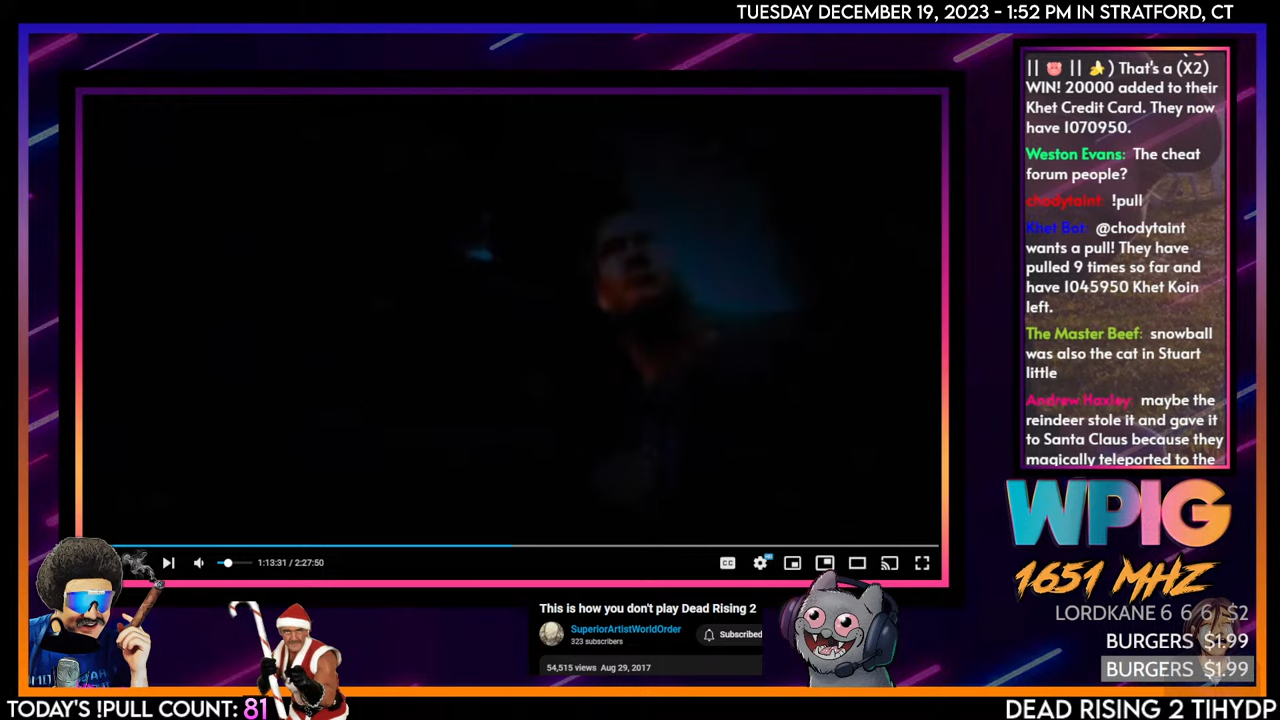 TUESDAY DECEMBER 19, 2023 - 1:52 PM IN STRATFORD, CT
|| || ) That's a (X2)
WIN! 20000 added to their
Khet Credit Card. They now
have 1070950.
Weston Evans: The cheat
forum people?
chodytaint: !pull
Khet Bot: @chodytaint
wants a pull! They have
pulled 9 times so far and
have 1045950 Khet Koin
left.
The Master Beef: snowball
was also the cat in Stuart
little
Andrew Haxley: maybe the
reindeer stole it and gave it
to Santa Claus because they
magically teleported to the
WPIG
1651 MHZ
LORDKANE 6 6 6 $2
BURGERS $1.99
BURGERS $1.99
1:13:31 / 2:27:50
CC
HD
This is how you don't play Dead Rising 2
SuperiorArtistWorldOrder
323 subscribers
Subscribed
54,515 views Aug 29, 2017
TODAY'S !PULL COUNT: 81
DEAD RISING 2 TIHYDP